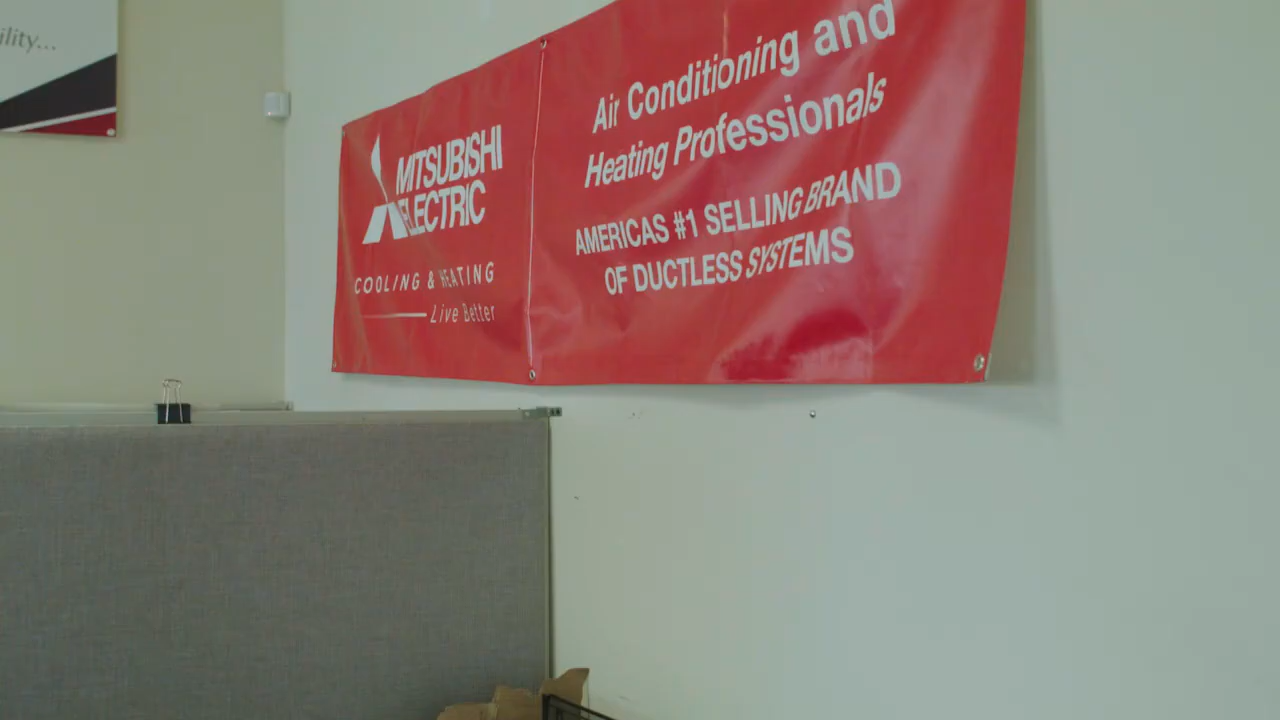 ility...
MITSUBISHI
ELECTRIC
COOLING & HEATING
Live Better
Air Conditioning and
Heating Professionals
AMERICAS #1 SELLING BRAND
OF DUCTLESS SYSTEMS